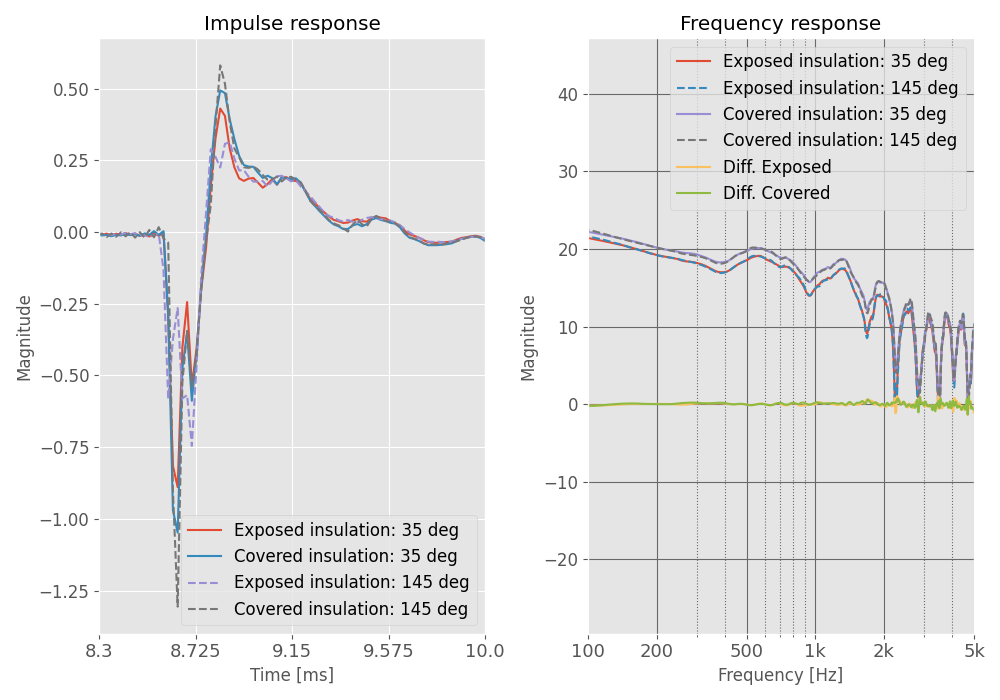 Impulse response
0.50
0.25
0.00
−0.25
−0.50
−0.75
−1.00
−1.25
Magnitude
Exposed insulation: 35 deg
Covered insulation: 35 deg
Exposed insulation: 145 deg
Covered insulation: 145 deg
8.3 8.725 9.15 9.575 10.0
Time [ms]
Frequency response
Exposed insulation: 35 deg
Exposed insulation: 145 deg
Covered insulation: 35 deg
Covered insulation: 145 deg
Diff. Exposed
Diff. Covered
40
30
20
10
0
−10
−20
Magnitude
100 200 500 1k 2k 5k
Frequency [Hz]